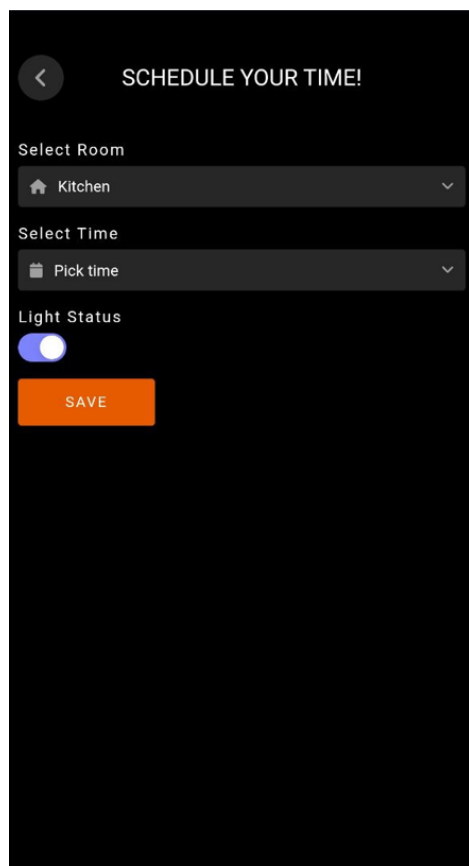 SCHEDULE YOUR TIME!
Select Room
Kitchen
Select Time
Pick time
Light Status
SAVE